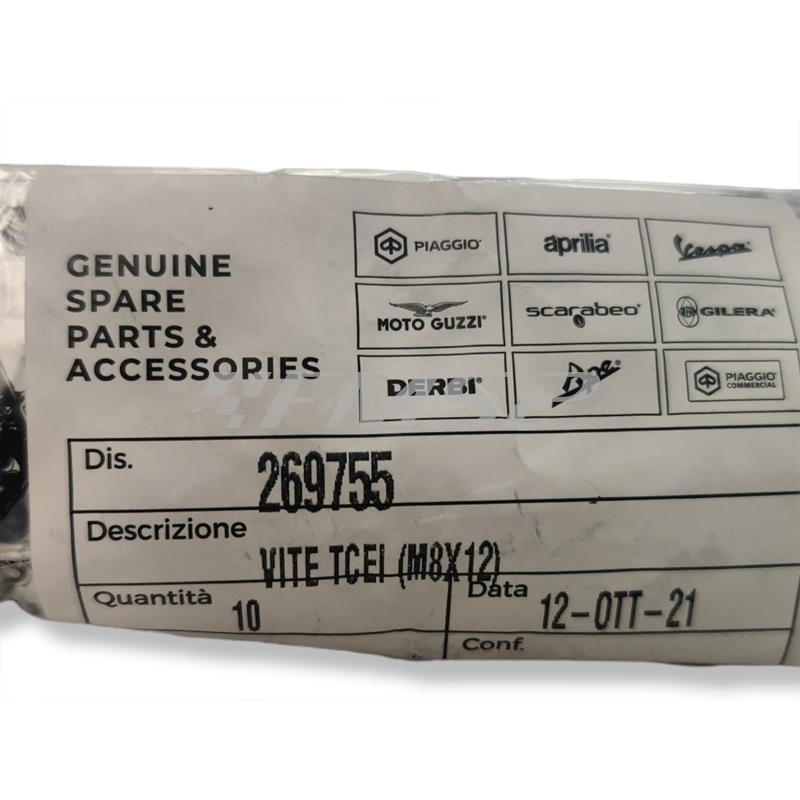 GENUINE
SPARE
PARTS &
ACCESSORIES
PIAGGIO®
aprilia®
Vespa®
MOTO GUZZI®
scarabeo®
GILERA®
DERBI®
PIAGGIO®
COMMERCIAL
Dis. 269755
Descrizione
VITE TCEI (M8X12)
Quantità 10
Data 12-OTT-21
Conf.